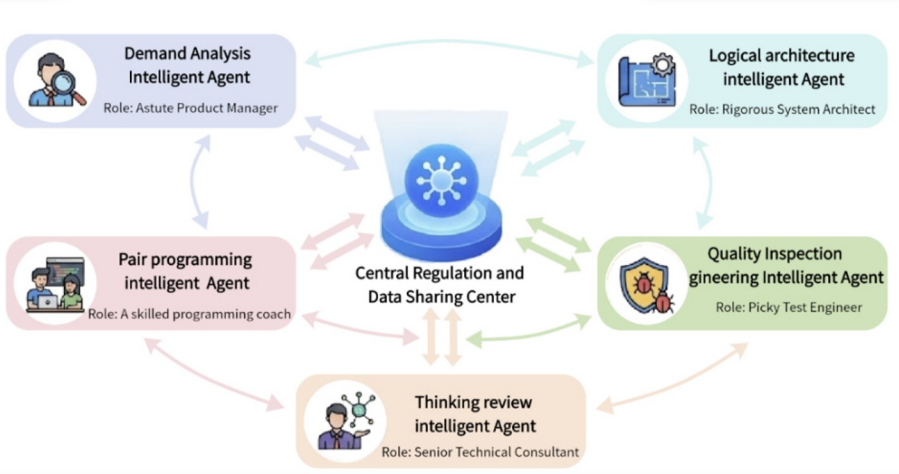 Demand Analysis
Intelligent Agent
Role: Astute Product Manager
Logical architecture
intelligent Agent
Role: Rigorous System Architect
Pair programming
intelligent Agent
Role: A skilled programming coach
Central Regulation and
Data Sharing Center
Quality Inspection
gineering Intelligent Agent
Role: Picky Test Engineer
Thinking review
intelligent Agent
Role: Senior Technical Consultant